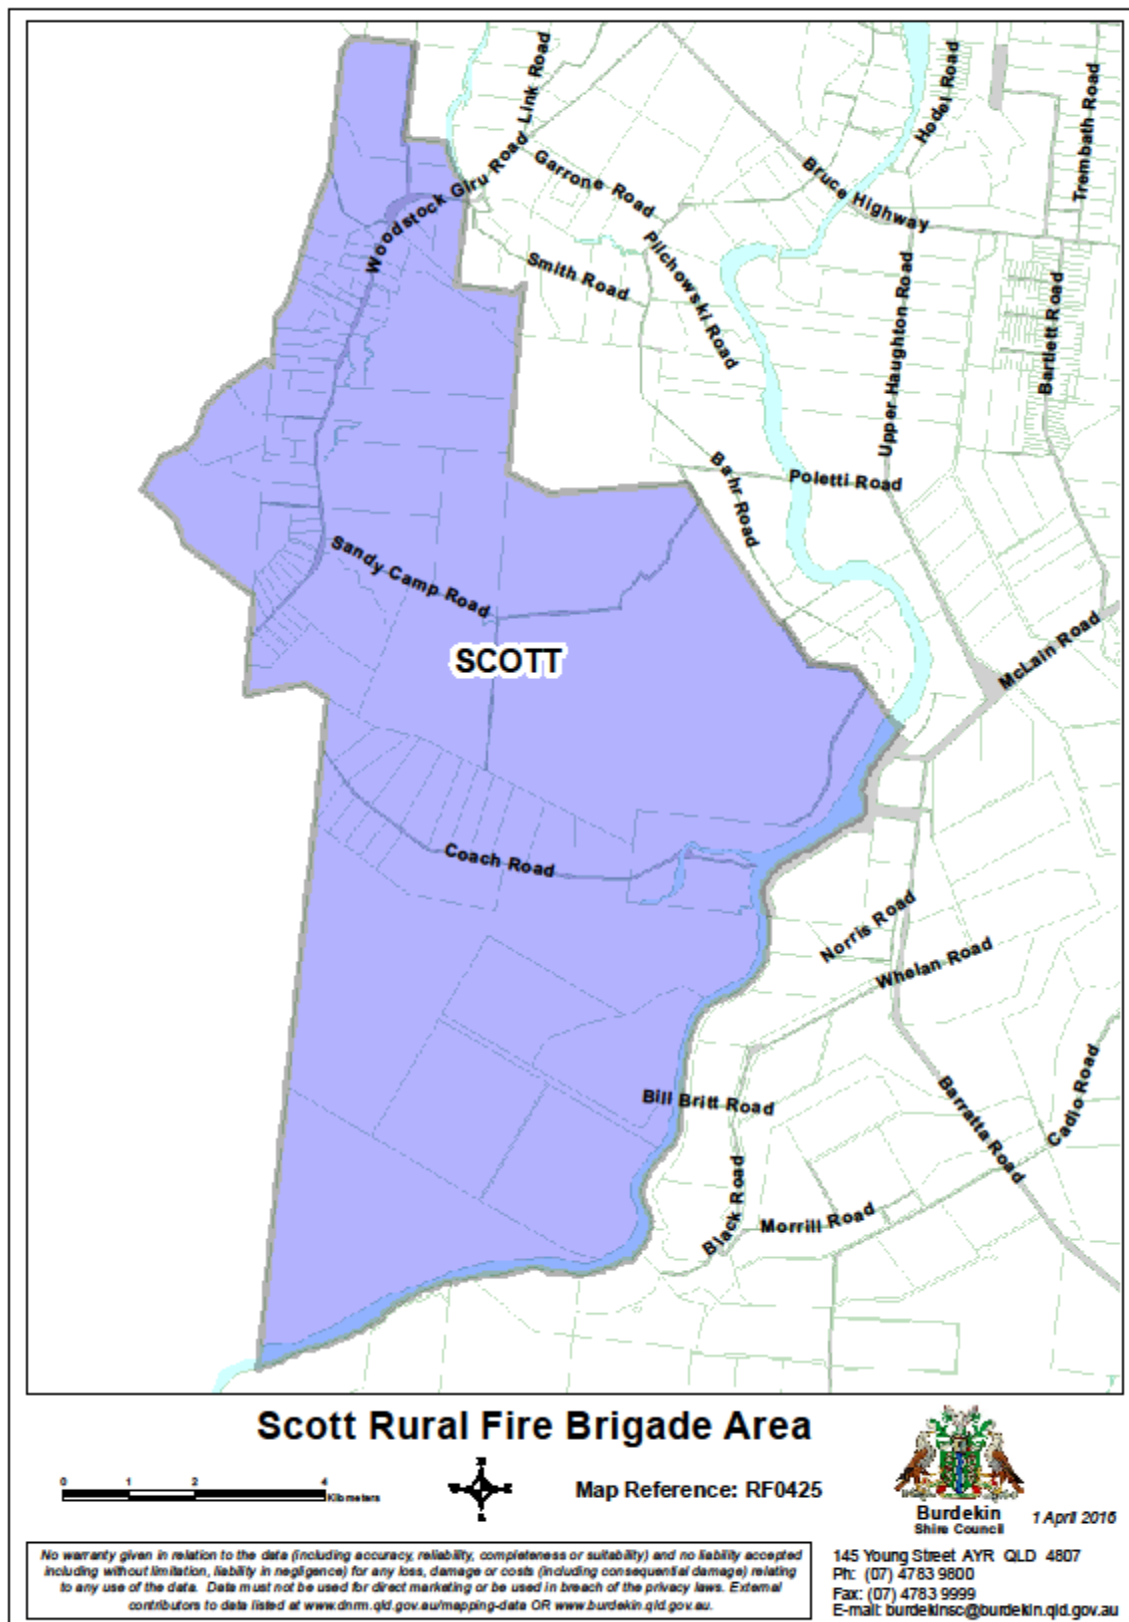 Link Road
Hodel Road
Trembath Road
Garrone Road
Bruce Highway
Woodstock Giru Road
Smith Road
Pilchowski Road
Upper Haughton Road
Bartlett Road
Bahr Road
Poletti Road
Sandy Camp Road
SCOTT
McLain Road
Coach Road
Norris Road
Whelan Road
Bill Britt Road
Barratta Road
Cadio Road
Black Road
Morrill Road
Scott Rural Fire Brigade Area
0 1 2 4
Kilometers
Map Reference: RF0425
Burdekin
Shire Council
1 April 2016
No warranty given in relation to the data (including accuracy, reliability, completeness or suitability) and no liability accepted
including without limitation, liability in negligence) for any loss, damage or costs (including consequential damage) relating
to any use of the data. Data must not be used for direct marketing or be used in breach of the privacy laws. External
contributors to data listed at www.dnrm.qld.gov.au/mapping-data OR www.burdekin.qld.gov.au.
145 Young Street AYR QLD 4807
Ph: (07) 4783 9800
Fax: (07) 4783 9999
E-mail: burdekinsc@burdekin.qld.gov.au